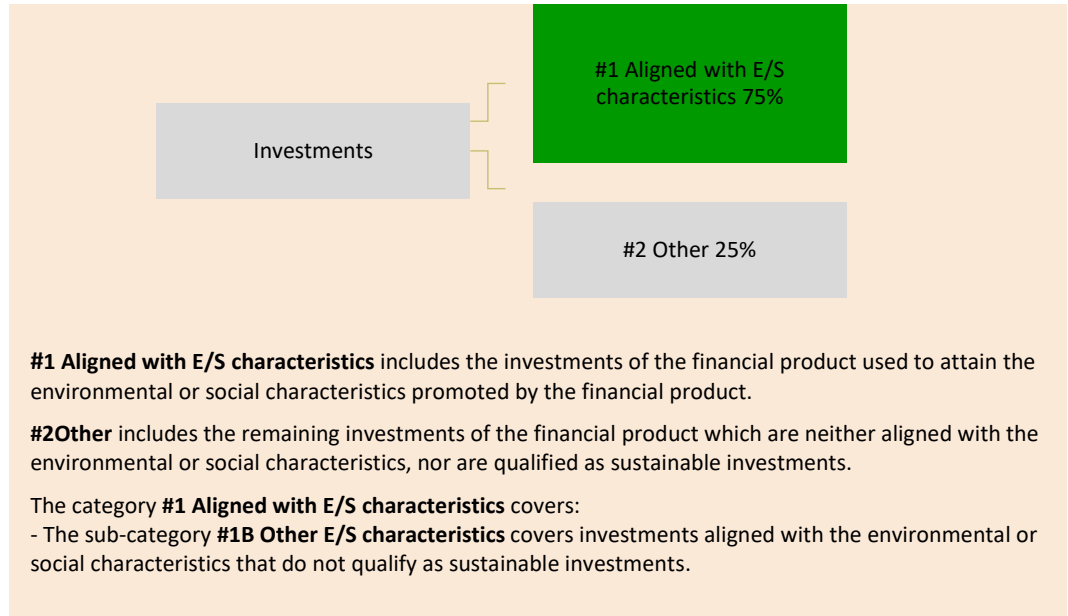 #1 Aligned with E/S
characteristics 75%
Investments
#2 Other 25%
#1 Aligned with E/S characteristics includes the investments of the financial product used to attain the
environmental or social characteristics promoted by the financial product.
#2Other includes the remaining investments of the financial product which are neither aligned with the
environmental or social characteristics, nor are qualified as sustainable investments.
The category #1 Aligned with E/S characteristics covers:
- The sub-category #1B Other E/S characteristics covers investments aligned with the environmental or
social characteristics that do not qualify as sustainable investments.